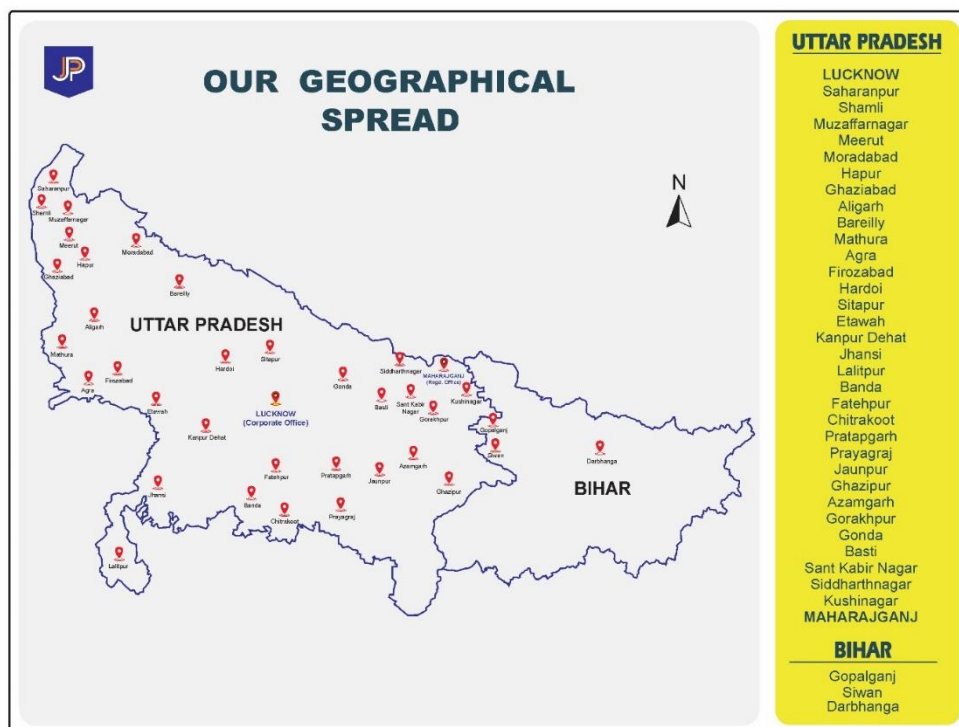 JP
OUR GEOGRAPHICAL
SPREAD
N
Saharanpur
Shamli
Muzaffarnagar
Meerut
Moradabad
Hapur
Ghaziabad
Bareilly
Aligarh
UTTAR PRADESH
Mathura
Hardoi
Sitapur
Agra
Firozabad
Gonda
Siddharthnagar
MAHARAJGANJ
(Regd. Office)
Etawah
LUCKNOW
(Corporate Office)
Basti
Sant Kabir
Nagar
Kushinagar
Gorakhpur
Kanpur Dehat
Gopalganj
Siwan
Darbhanga
BIHAR
Jhansi
Fatehpur
Pratapgarh
Jaunpur
Azamgarh
Ghazipur
Banda
Chitrakoot
Prayagraj
Lalitpur
UTTAR PRADESH
LUCKNOW
Saharanpur
Shamli
Muzaffarnagar
Meerut
Moradabad
Hapur
Ghaziabad
Aligarh
Bareilly
Mathura
Agra
Firozabad
Hardoi
Sitapur
Etawah
Kanpur Dehat
Jhansi
Lalitpur
Banda
Fatehpur
Chitrakoot
Pratapgarh
Prayagraj
Jaunpur
Ghazipur
Azamgarh
Gorakhpur
Gonda
Basti
Sant Kabir Nagar
Siddharthnagar
Kushinagar
MAHARAJGANJ
BIHAR
Gopalganj
Siwan
Darbhanga